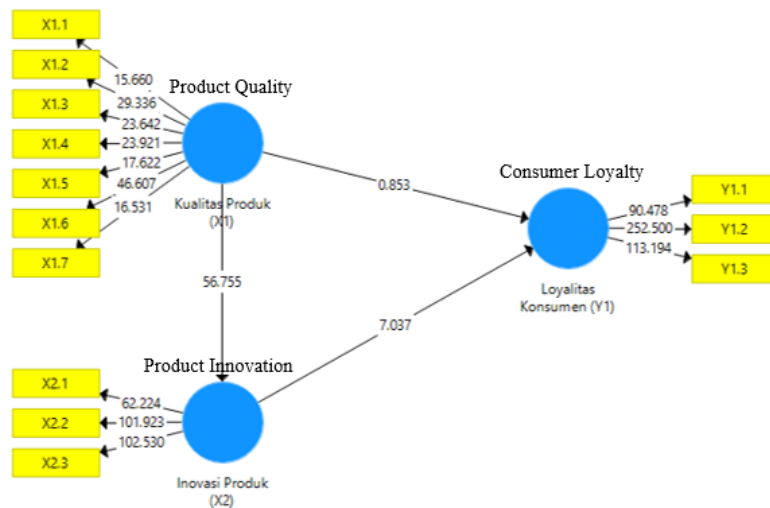 X1.1
X1.2
X1.3
X1.4
X1.5
X1.6
X1.7
15.660
29.336
23.642
23.921
17.622
46.607
16.531
Product Quality
Kualitas Produk
(X1)
0.853
Consumer Loyalty
Loyalitas
Konsumen (Y1)
90.478
252.500
113.194
Y1.1
Y1.2
Y1.3
56.755
7.037
Product Innovation
X2.1
X2.2
X2.3
62.224
101.923
102.530
Inovasi Produk
(X2)